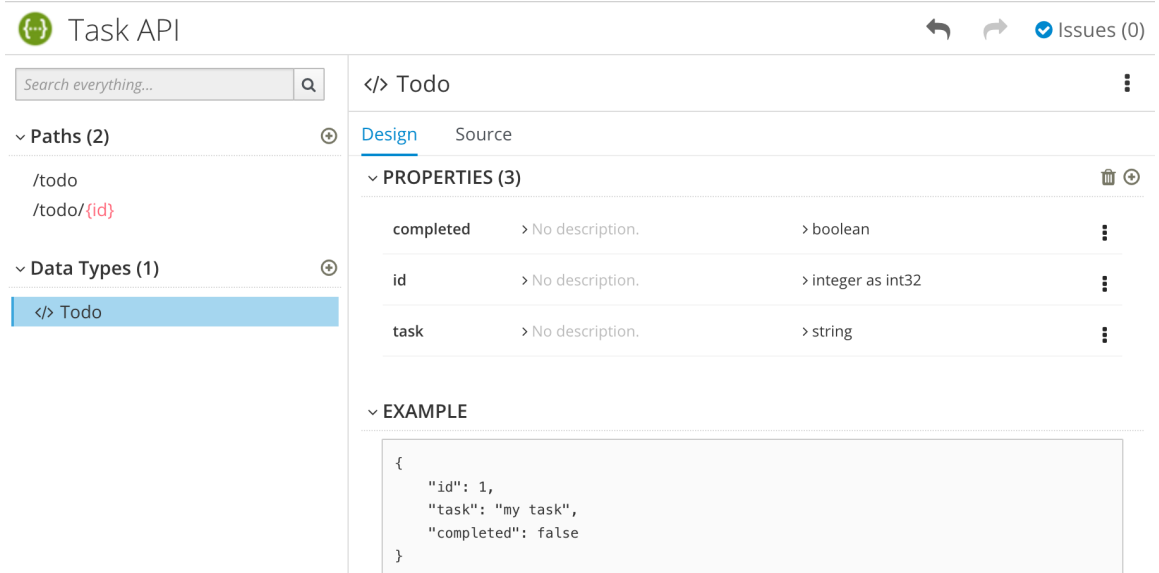 Task API
Issues (0)
Search everything...
Paths (2)
/todo
/todo/{id}
Data Types (1)
</> Todo
</> Todo
Design Source
PROPERTIES (3)
completed > No description. > boolean
id > No description. > integer as int32
task > No description. > string
EXAMPLE
{
"id": 1,
"task": "my task",
"completed": false
}